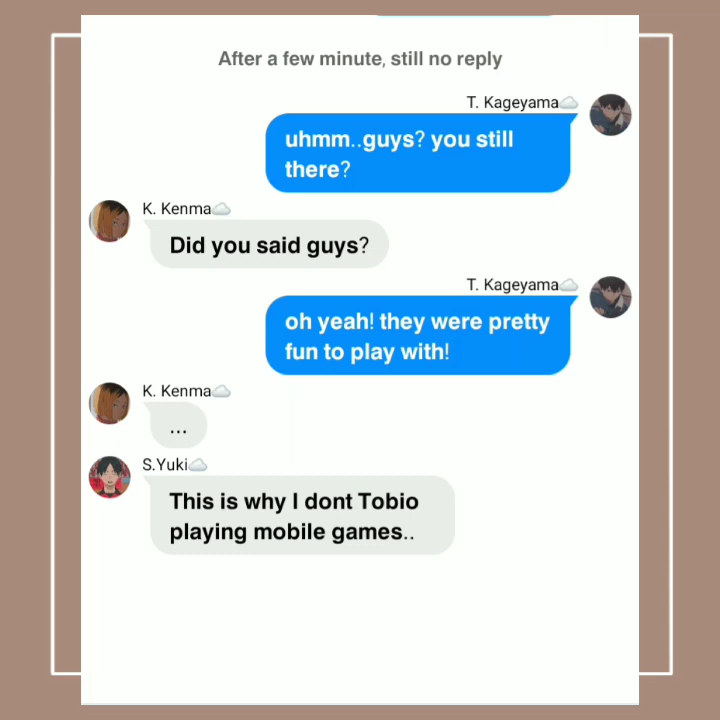 After a few minute, still no reply
T. Kageyama☁️
uhmm..guys? you still
there?
K. Kenma☁️
Did you said guys?
T. Kageyama☁️
oh yeah! they were pretty
fun to play with!
K. Kenma☁️
...
S.Yuki☁️
This is why I dont Tobio
playing mobile games..